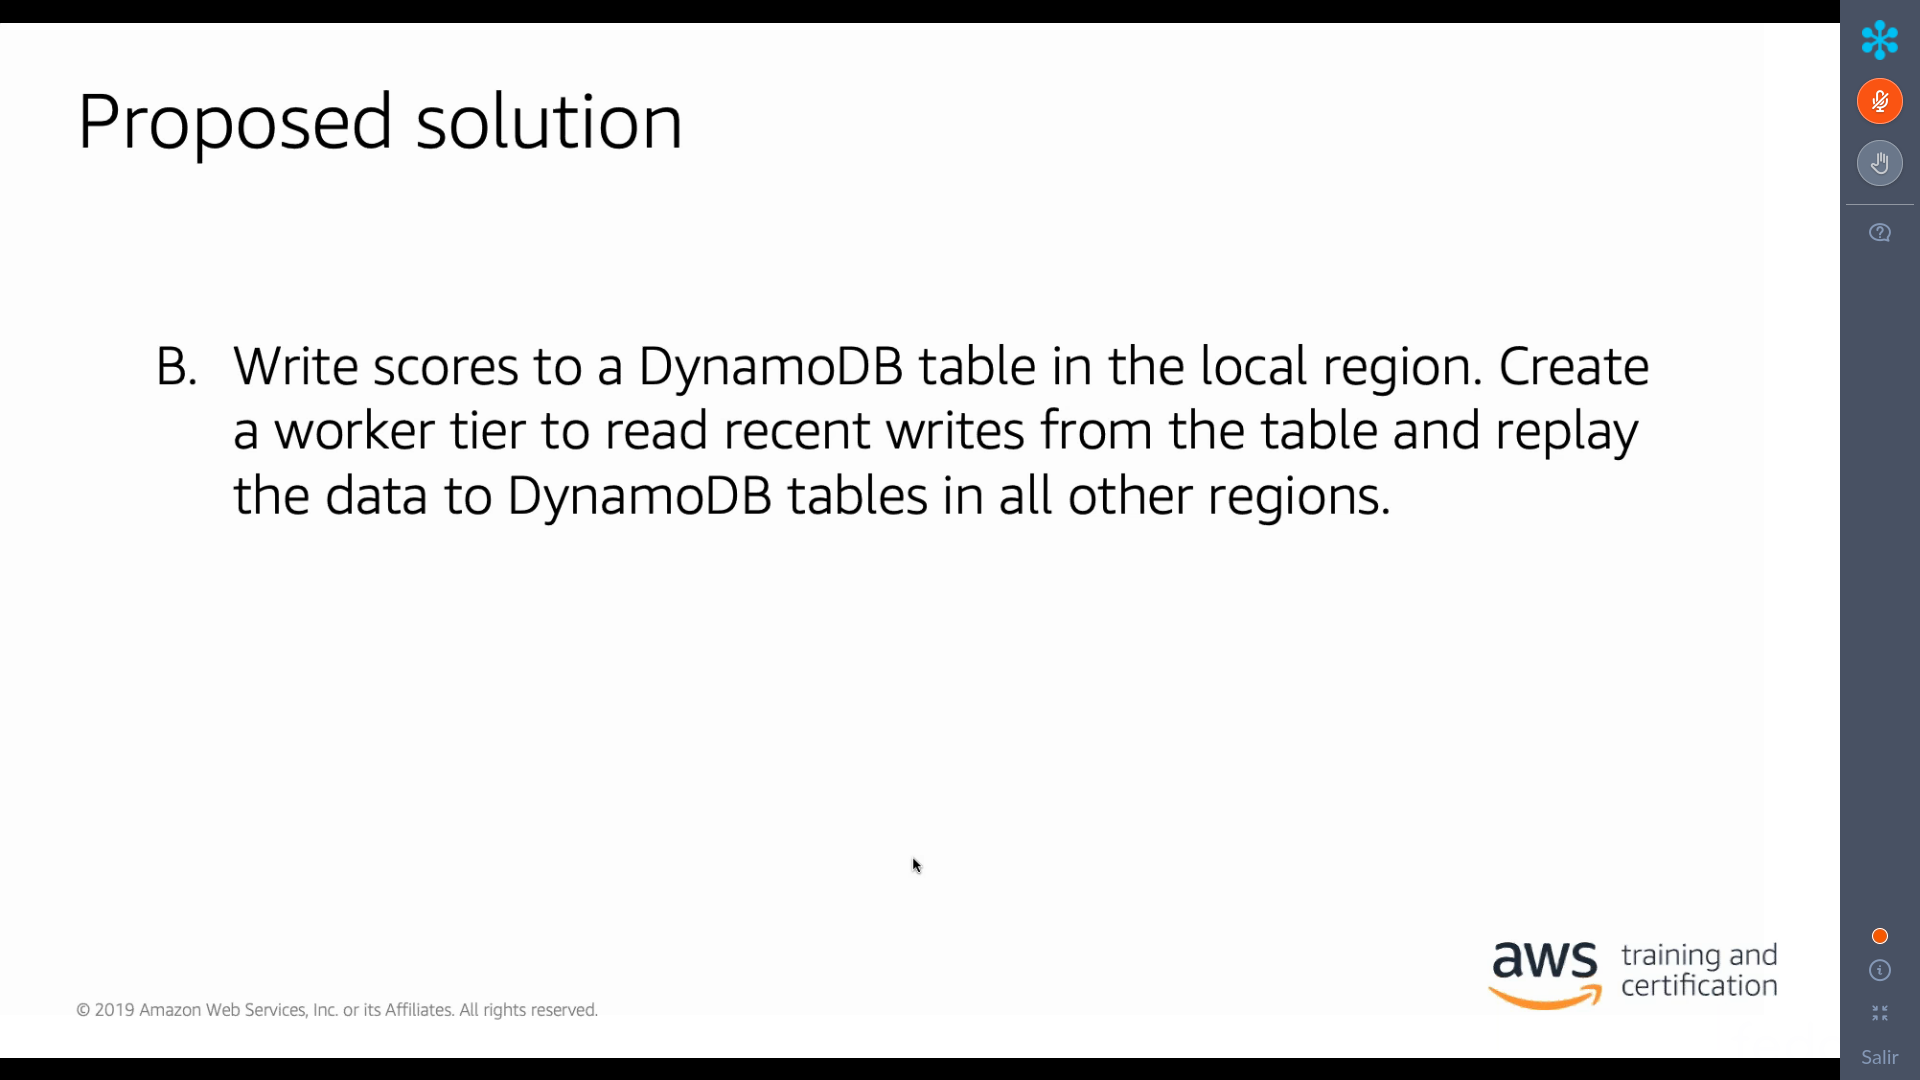 Proposed solution
B. Write scores to a DynamoDB table in the local region. Create
a worker tier to read recent writes from the table and replay
the data to DynamoDB tables in all other regions.
aws training and
certification
© 2019 Amazon Web Services, Inc. or its Affiliates. All rights reserved.
Salir